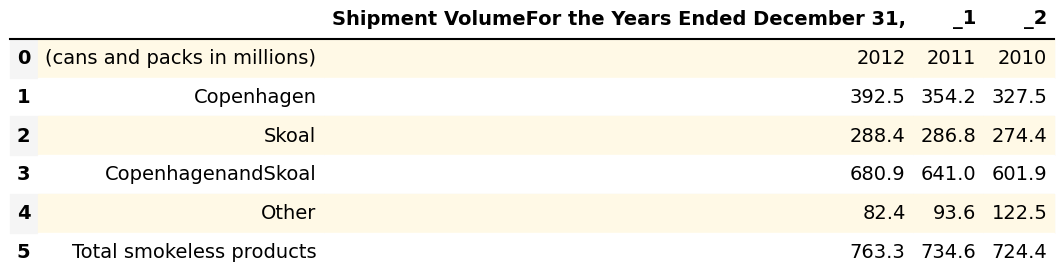 Shipment VolumeFor the Years Ended December 31, _1 _2
0 (cans and packs in millions) 2012 2011 2010
1 Copenhagen 392.5 354.2 327.5
2 Skoal 288.4 286.8 274.4
3 CopenhagenandSkoal 680.9 641.0 601.9
4 Other 82.4 93.6 122.5
5 Total smokeless products 763.3 734.6 724.4